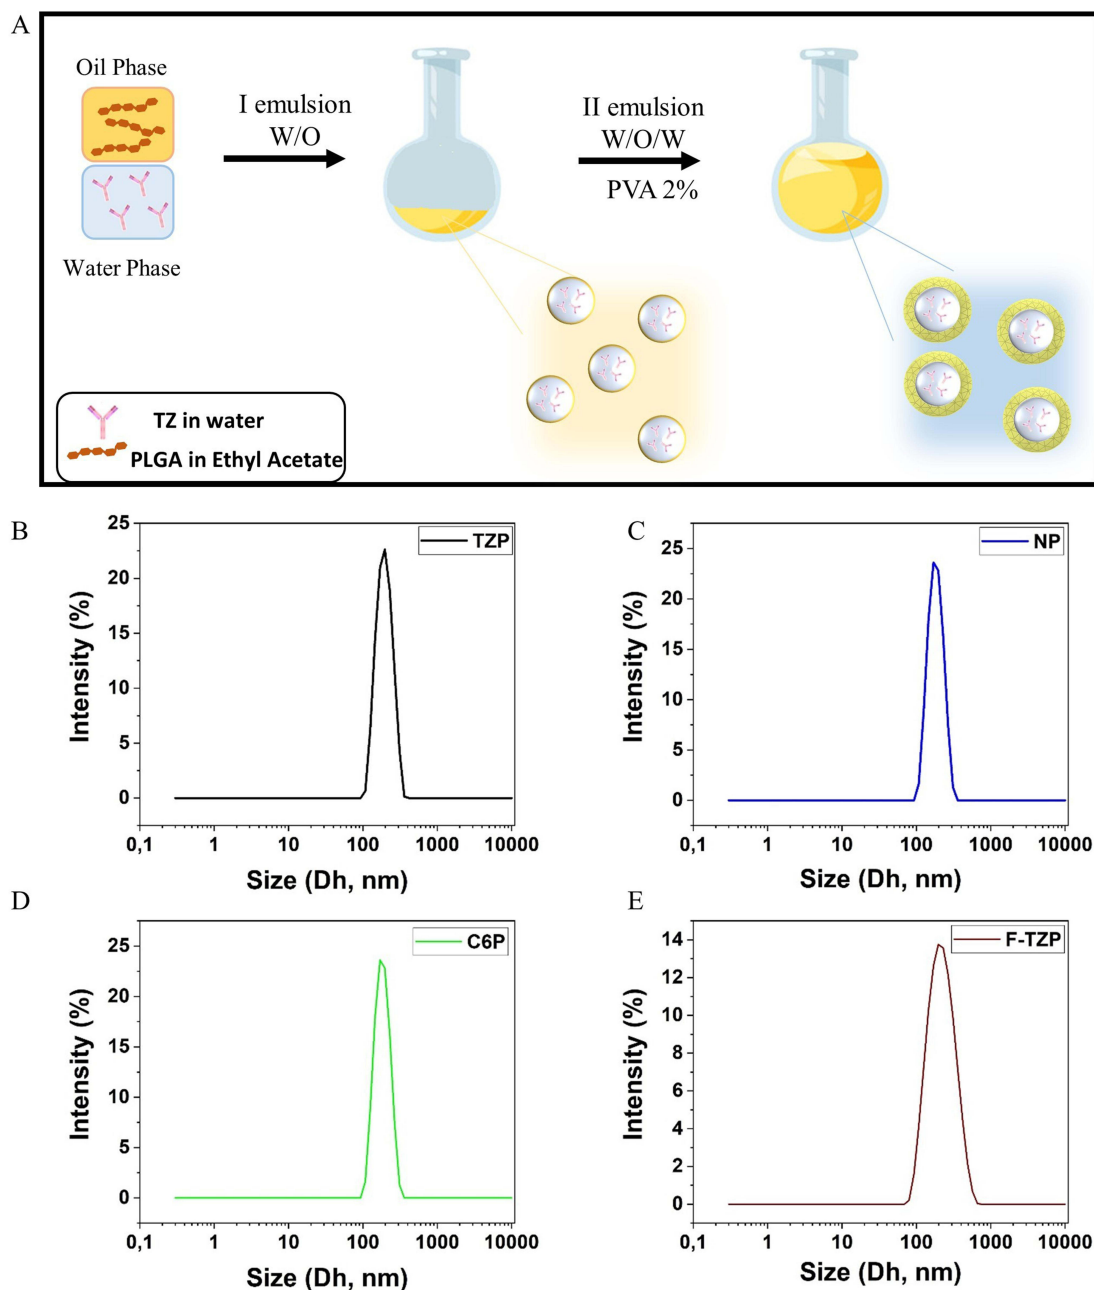 A
Oil Phase
Water Phase
I emulsion
W/O
II emulsion
W/O/W
PVA 2%
TZ in water
PLGA in Ethyl Acetate
B
TZP
Intensity (%)
25
20
15
10
5
0
0,1 1 10 100 1000 10000
Size (Dh, nm)
C
NP
Intensity (%)
25
20
15
10
5
0
0,1 1 10 100 1000 10000
Size (Dh, nm)
D
C6P
Intensity (%)
25
20
15
10
5
0
0,1 1 10 100 1000 10000
Size (Dh, nm)
E
F-TZP
Intensity (%)
14
12
10
8
6
4
2
0
0,1 1 10 100 1000 10000
Size (Dh, nm)